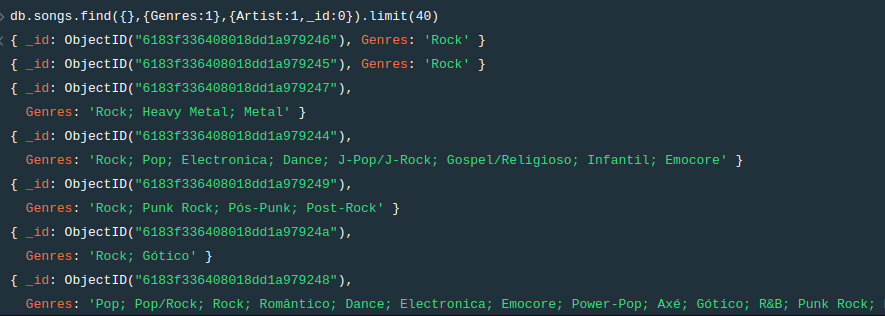 > db.songs.find({},{Genres:1},{Artist:1,_id:0}).limit(40)
< { _id: ObjectID("6183f336408018dd1a979246"), Genres: 'Rock' }
{ _id: ObjectID("6183f336408018dd1a979245"), Genres: 'Rock' }
{ _id: ObjectID("6183f336408018dd1a979247"),
Genres: 'Rock; Heavy Metal; Metal' }
{ _id: ObjectID("6183f336408018dd1a979244"),
Genres: 'Rock; Pop; Electronica; Dance; J-Pop/J-Rock; Gospel/Religioso; Infantil; Emocore' }
{ _id: ObjectID("6183f336408018dd1a979249"),
Genres: 'Rock; Punk Rock; Pós-Punk; Post-Rock' }
{ _id: ObjectID("6183f336408018dd1a97924a"),
Genres: 'Rock; Gótico' }
{ _id: ObjectID("6183f336408018dd1a979248"),
Genres: 'Pop; Pop/Rock; Rock; Romântico; Dance; Electronica; Emocore; Power-Pop; Axé; Gótico; R&B; Punk Rock;